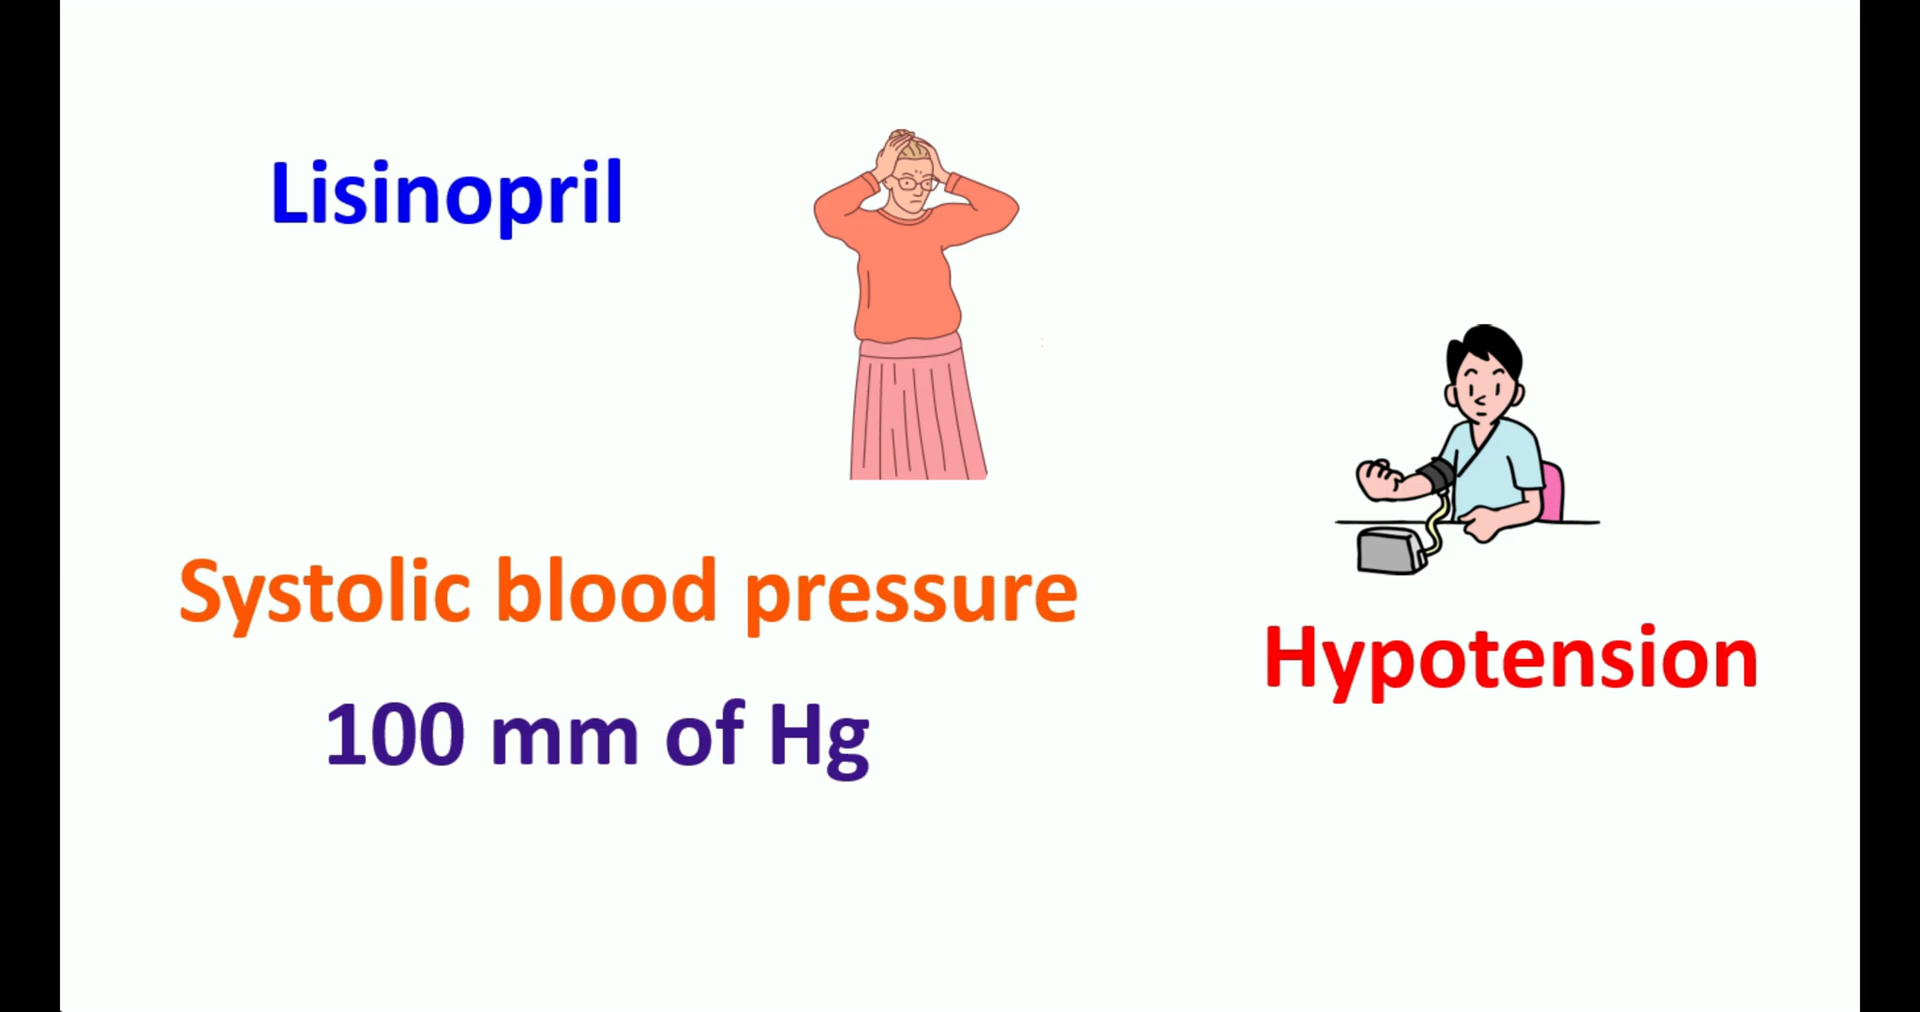 Lisinopril
Systolic blood pressure
100 mm of Hg
Hypotension